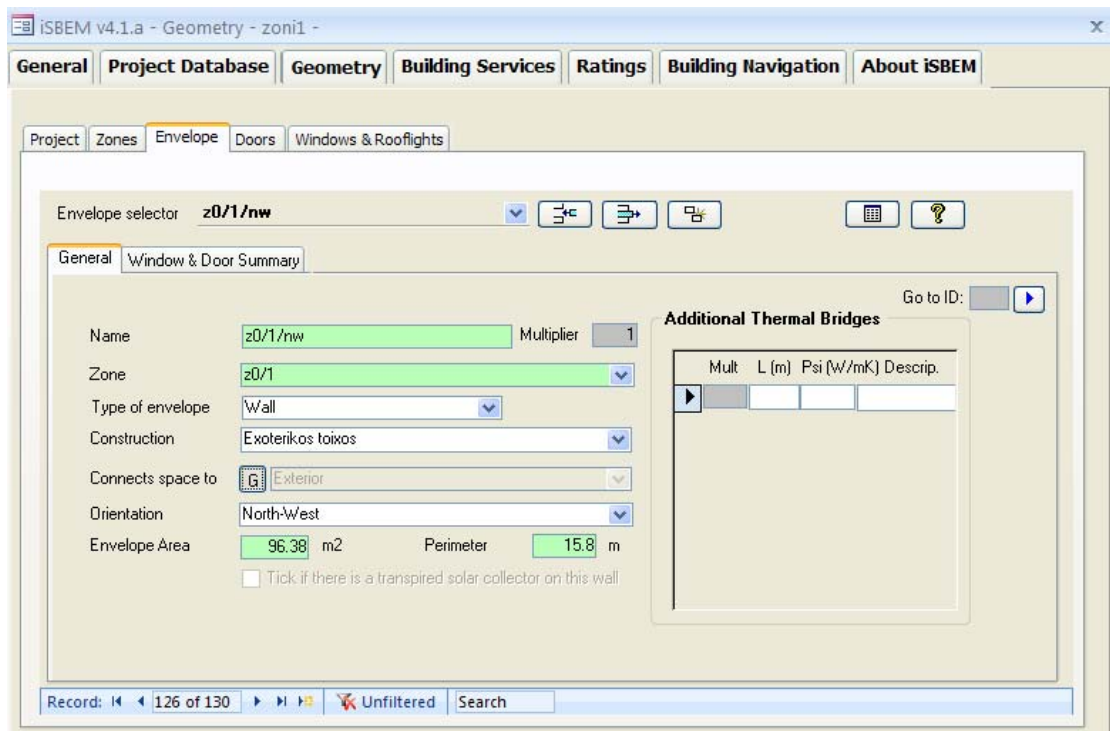 iSBEM v4.1.a - Geometry - zoni1 -
x
General Project Database Geometry Building Services Ratings Building Navigation About iSBEM
Project Zones Envelope Doors Windows & Rooflights
Envelope selector z0/1/nw
General Window & Door Summary
Go to ID:
Name z0/1/nw Multiplier 1
Zone z0/1
Type of envelope Wall
Construction Exoterikos toixos
Connects space to G Exterior
Orientation North-West
Envelope Area 96.38 m2 Perimeter 15.8 m
Tick if there is a transpired solar collector on this wall
Additional Thermal Bridges
Mult L (m) Psi (W/mK) Descrip.
Record: 126 of 130 Unfiltered Search